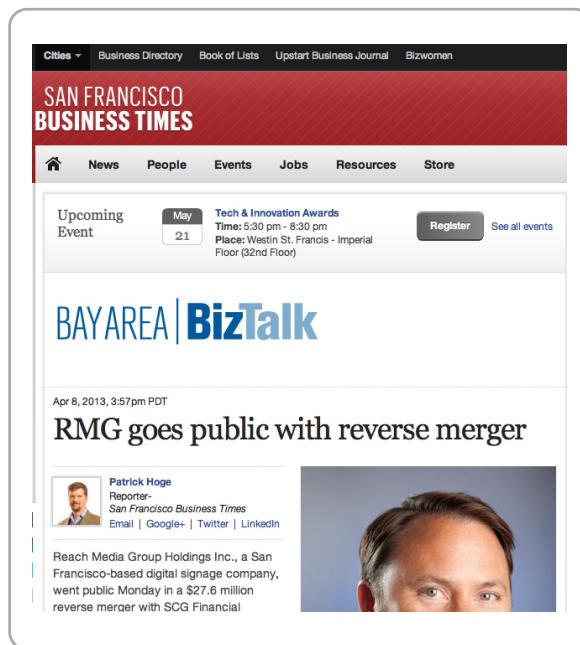 Cities Business Directory Book of Lists Upstart Business Journal Bizwomen
SAN FRANCISCO
BUSINESS TIMES
News People Events Jobs Resources Store
Upcoming
Event
May
21
Tech & Innovation Awards
Time: 5:30 pm - 8:30 pm
Place: Westin St. Francis - Imperial
Floor (32nd Floor)
Register
See all events
BAYAREA | BizTalk
Apr 8, 2013, 3:57pm PDT
RMG goes public with reverse merger
Patrick Hoge
Reporter-
San Francisco Business Times
Email | Google+ | Twitter | LinkedIn
Reach Media Group Holdings Inc., a San
Francisco-based digital signage company,
went public Monday in a $27.6 million
reverse merger with SCG Financial